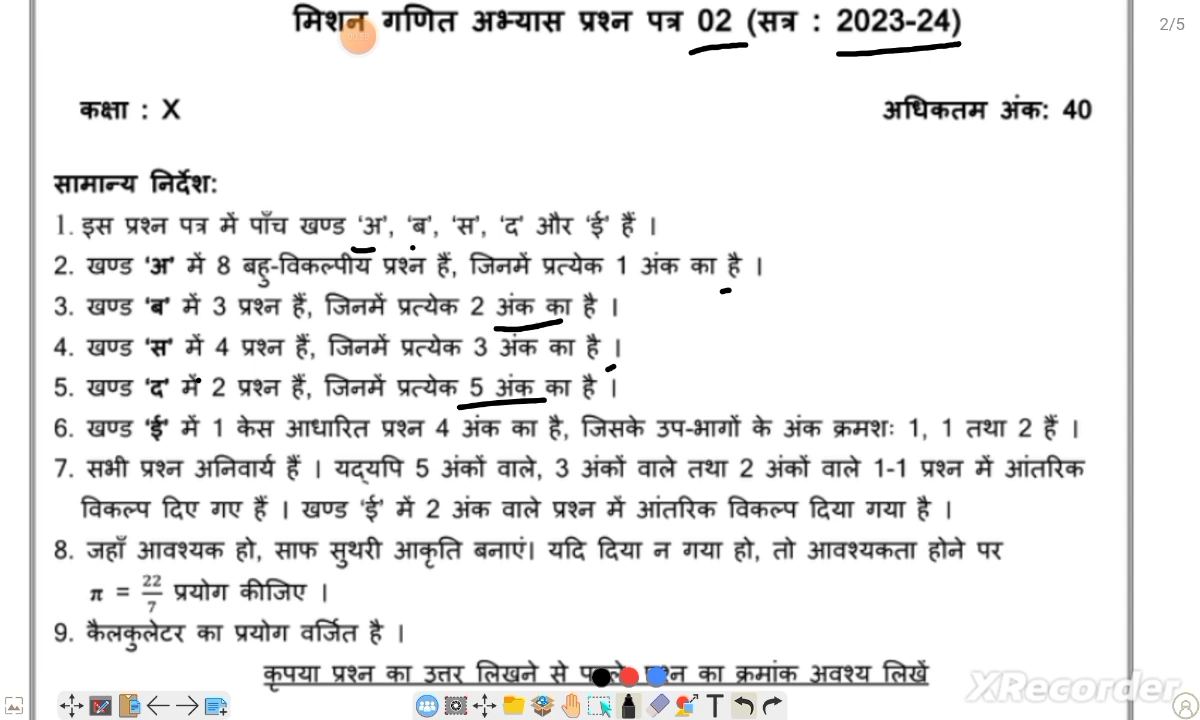 मिशन गणित अभ्यास प्रश्न पत्र 02 (सत्र : 2023-24)
2/5
कक्षा : X
अधिकतम अंक: 40
सामान्य निर्देश:
1. इस प्रश्न पत्र में पाँच खण्ड 'अ', 'ब', 'स', 'द' और 'ई' हैं ।
2. खण्ड 'अ' में 8 बहु-विकल्पीय प्रश्न हैं, जिनमें प्रत्येक 1 अंक का है ।
3. खण्ड 'ब' में 3 प्रश्न हैं, जिनमें प्रत्येक 2 अंक का है ।
4. खण्ड 'स' में 4 प्रश्न हैं, जिनमें प्रत्येक 3 अंक का है ।
5. खण्ड 'द' में 2 प्रश्न हैं, जिनमें प्रत्येक 5 अंक का है ।
6. खण्ड 'ई' में 1 केस आधारित प्रश्न 4 अंक का है, जिसके उप-भागों के अंक क्रमशः 1, 1 तथा 2 हैं ।
7. सभी प्रश्न अनिवार्य हैं । यद्यपि 5 अंकों वाले, 3 अंकों वाले तथा 2 अंकों वाले 1-1 प्रश्न में आंतरिक
विकल्प दिए गए हैं । खण्ड 'ई' में 2 अंक वाले प्रश्न में आंतरिक विकल्प दिया गया है ।
8. जहाँ आवश्यक हो, साफ सुथरी आकृति बनाएं। यदि दिया न गया हो, तो आवश्यकता होने पर
π = 22/7 प्रयोग कीजिए ।
9. कैलकुलेटर का प्रयोग वर्जित है ।
कृपया प्रश्न का उत्तर लिखने से का क्रमांक अवश्य लिखें
XRecorder